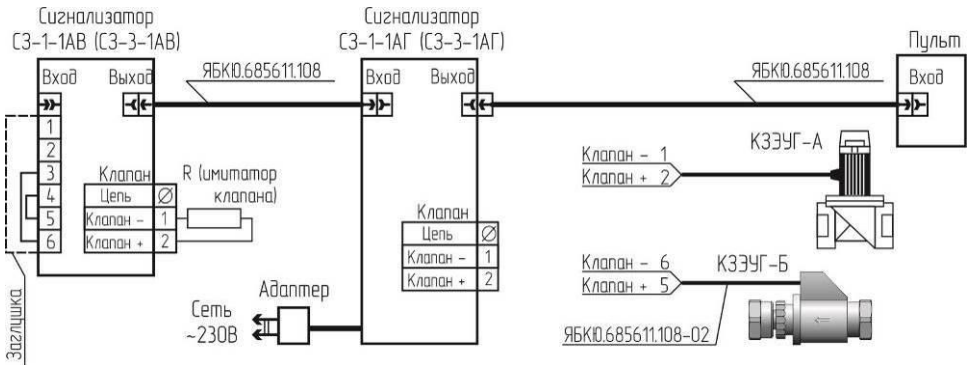 Сигнализатор
СЗ-1-1АВ (СЗ-3-1АВ)
Вход
Выход
1
2
3
4
5
6
Клапан
Цепь
Ø
Клапан - 1
Клапан + 2
R (имитатор
клапана)
Заглушка
ЯБКЮ.685611.108
Сигнализатор
СЗ-1-1АГ (СЗ-3-1АГ)
Вход
Выход
Клапан
Цепь
Ø
Клапан - 1
Клапан + 2
Адаптер
Сеть
~230В
ЯБКЮ.685611.108
Пульт
Вход
КЗЭУГ-А
Клапан - 1
Клапан + 2
КЗЭУГ-Б
Клапан - 6
Клапан + 5
ЯБКЮ.685611.108-02